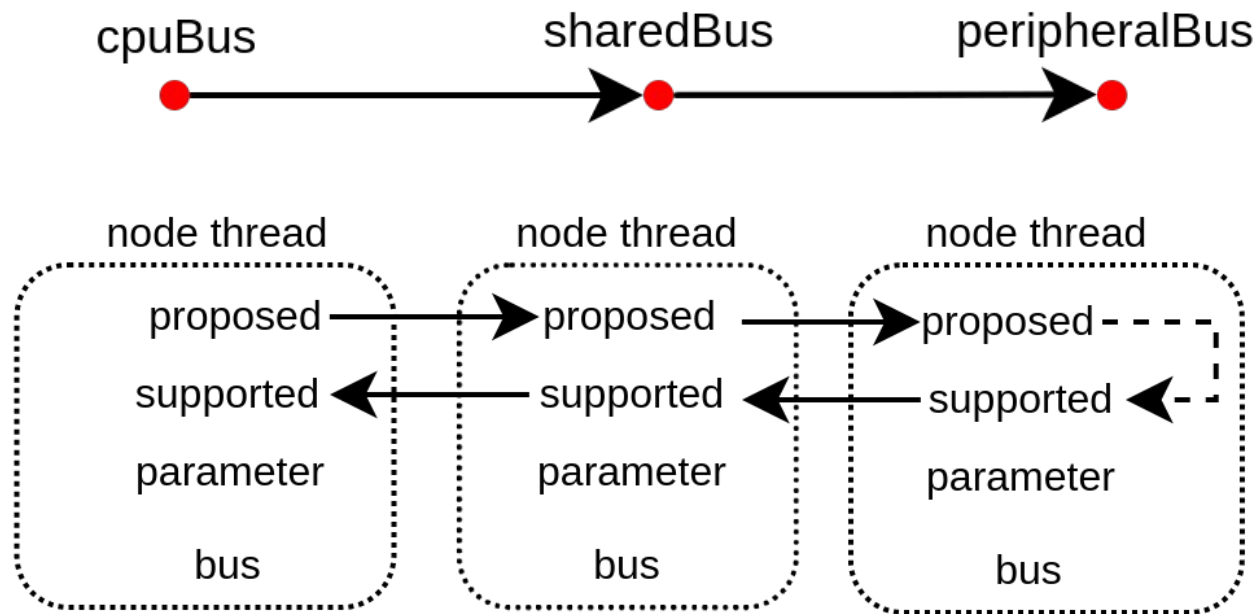 cpuBus
sharedBus
peripheralBus
node thread
node thread
node thread
proposed
proposed
proposed
supported
supported
supported
parameter
parameter
parameter
bus
bus
bus